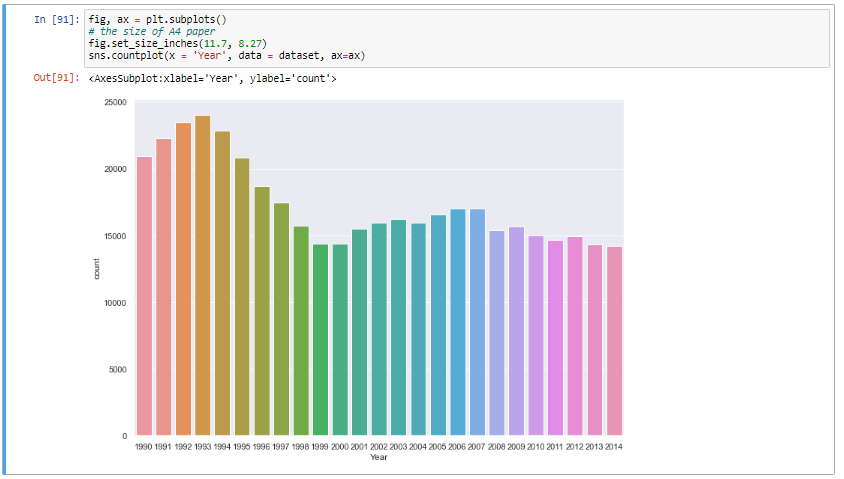 In [91]: fig, ax = plt.subplots()
# the size of A4 paper
fig.set_size_inches(11.7, 8.27)
sns.countplot(x = 'Year', data = dataset, ax=ax)
Out[91]: <AxesSubplot:xlabel='Year', ylabel='count'>
25000
20000
15000
10000
5000
0
count
1990 1991 1992 1993 1994 1995 1996 1997 1998 1999 2000 2001 2002 2003 2004 2005 2006 2007 2008 2009 2010 2011 2012 2013 2014
Year